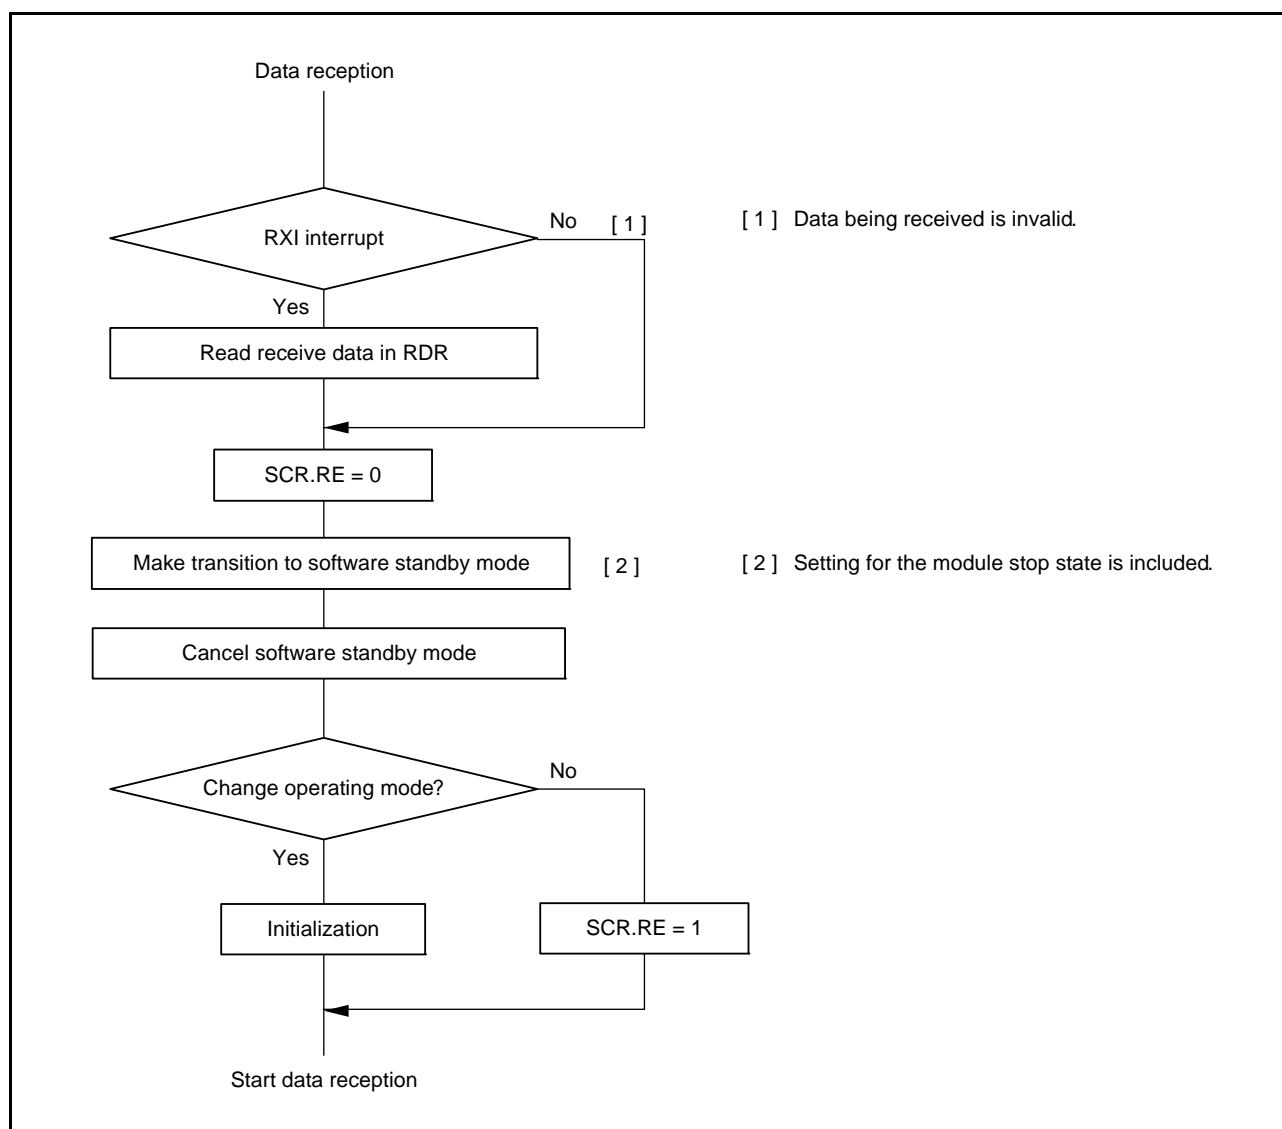 Data reception
RXI interrupt
No [ 1 ]
[ 1 ] Data being received is invalid.
Yes
Read receive data in RDR
SCR.RE = 0
Make transition to software standby mode
[ 2 ]
[ 2 ] Setting for the module stop state is included.
Cancel software standby mode
Change operating mode?
No
Yes
Initialization
SCR.RE = 1
Start data reception